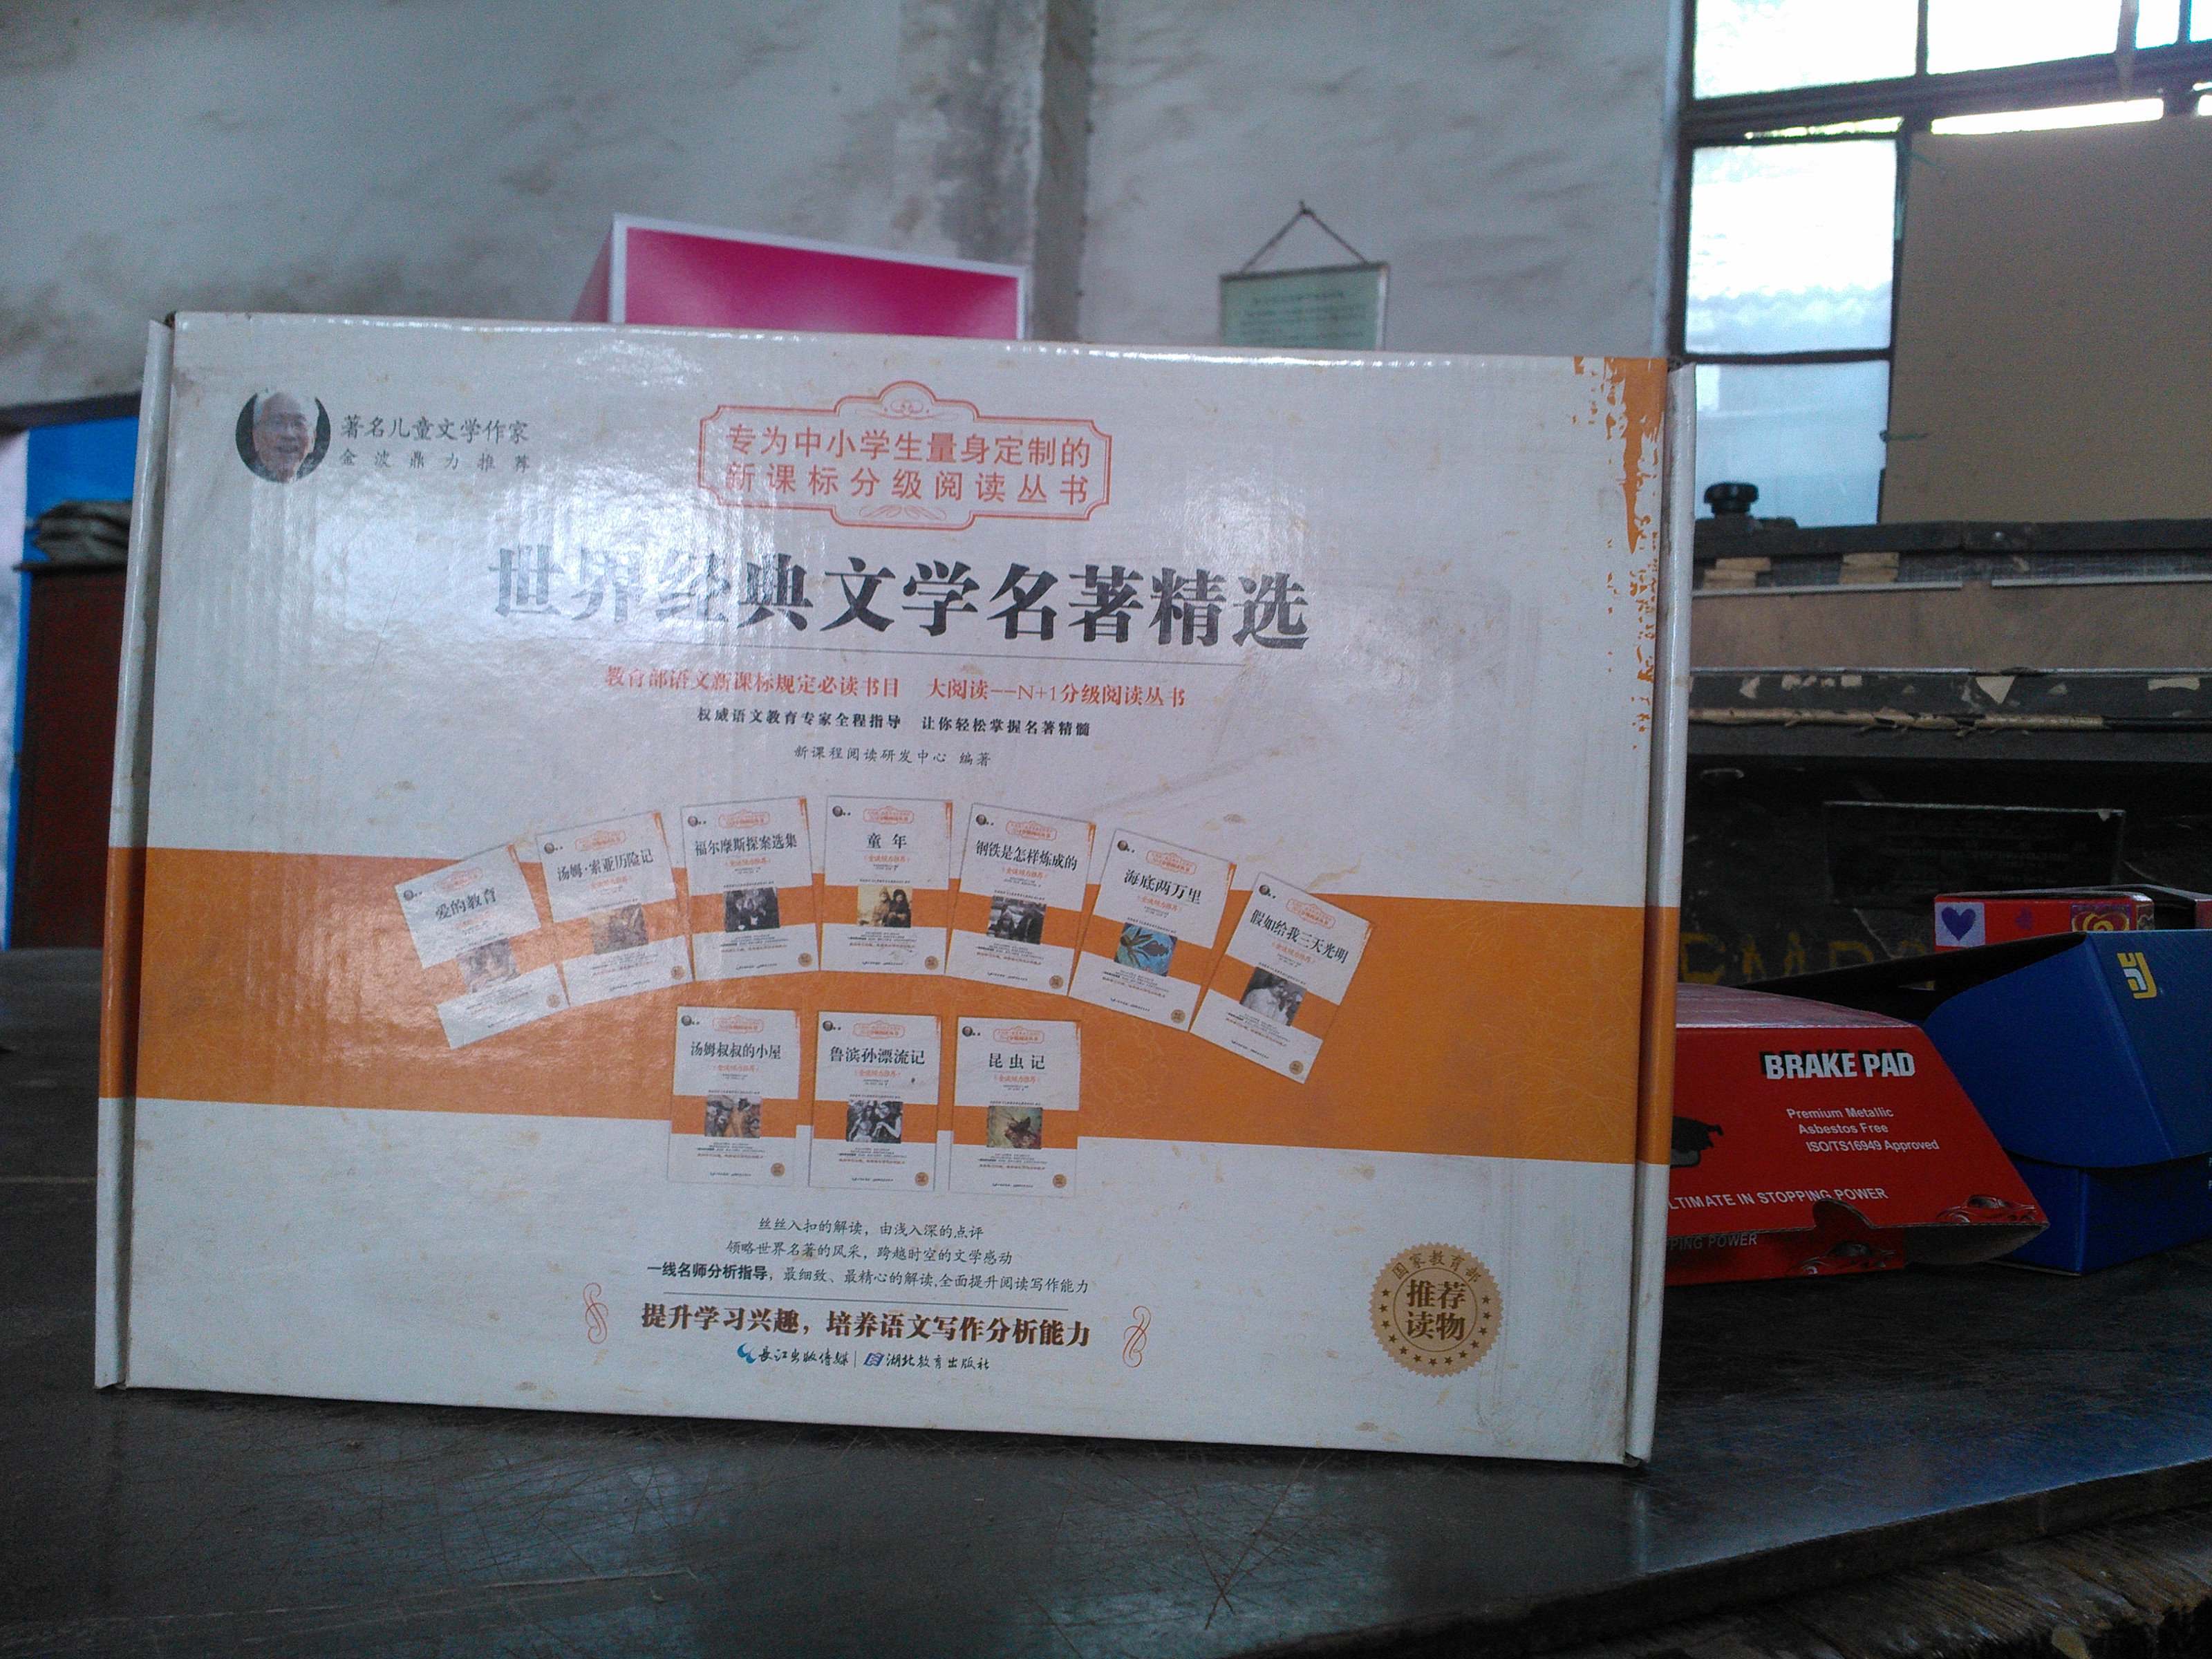 著名儿童文学作家
金波鼎力推荐
专为中小学生量身定制的
新课标分级阅读丛书
世界经典文学名著精选
教育部语文新课标规定必读书目 大阅读--N+1分级阅读丛书
权威语文教育专家全程指导 让你轻松掌握名著精髓
新课程阅读研发中心 编著
爱的教育
汤姆·索亚历险记
福尔摩斯探案选集
童年
钢铁是怎样炼成的
海底两万里
假如给我三天光明
汤姆叔叔的小屋
鲁滨孙漂流记
昆虫记
丝丝入扣的解读，由浅入深的点评
领略世界名著的风采，跨越时空的文学感动
一线名师分析指导，最细致、最精心的解读,全面提升阅读写作能力
提升学习兴趣，培养语文写作分析能力
长江出版传媒 湖北教育出版社
国家教育部
推荐
读物
BRAKE PAD
Premium Metallic
Asbestos Free
ISO/TS16949 Approved
LTIMATE IN STOPPING POWER
PPING POWER